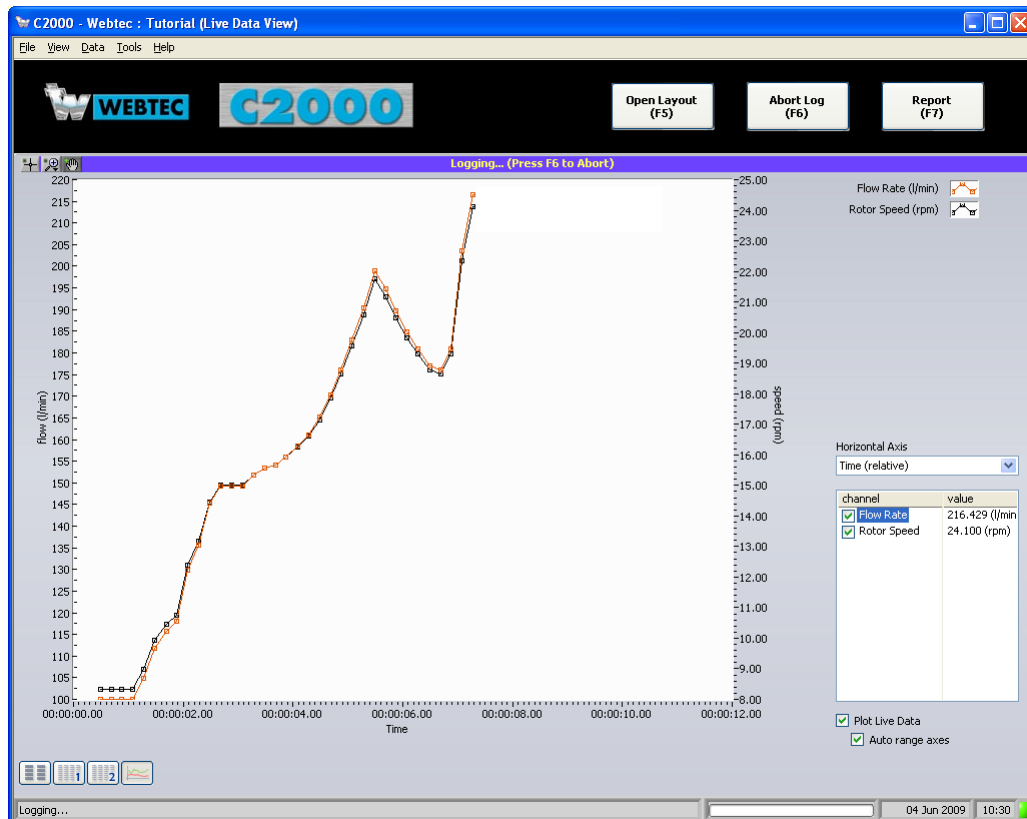 C2000 - Webtec : Tutorial (Live Data View)
File View Data Tools Help
WEBTEC
C2000
Open Layout (F5)
Abort Log (F6)
Report (F7)
Logging... (Press F6 to Abort)
Flow Rate (l/min)
Rotor Speed (rpm)
220
215
210
205
200
195
190
185
180
175
170
165
160
155
150
145
140
135
130
125
120
115
110
105
100
flow (l/min)
25.00
24.00
23.00
22.00
21.00
20.00
19.00
18.00
17.00
16.00
15.00
14.00
13.00
12.00
11.00
10.00
9.00
8.00
speed (rpm)
00:00:00.00 00:00:02.00 00:00:04.00 00:00:06.00 00:00:08.00 00:00:10.00 00:00:12.00
Time
Horizontal Axis
Time (relative)
channel value
Flow Rate 216.429 (l/min
Rotor Speed 24.100 (rpm)
Plot Live Data
Auto range axes
1
2
Logging...
04 Jun 2009 10:30